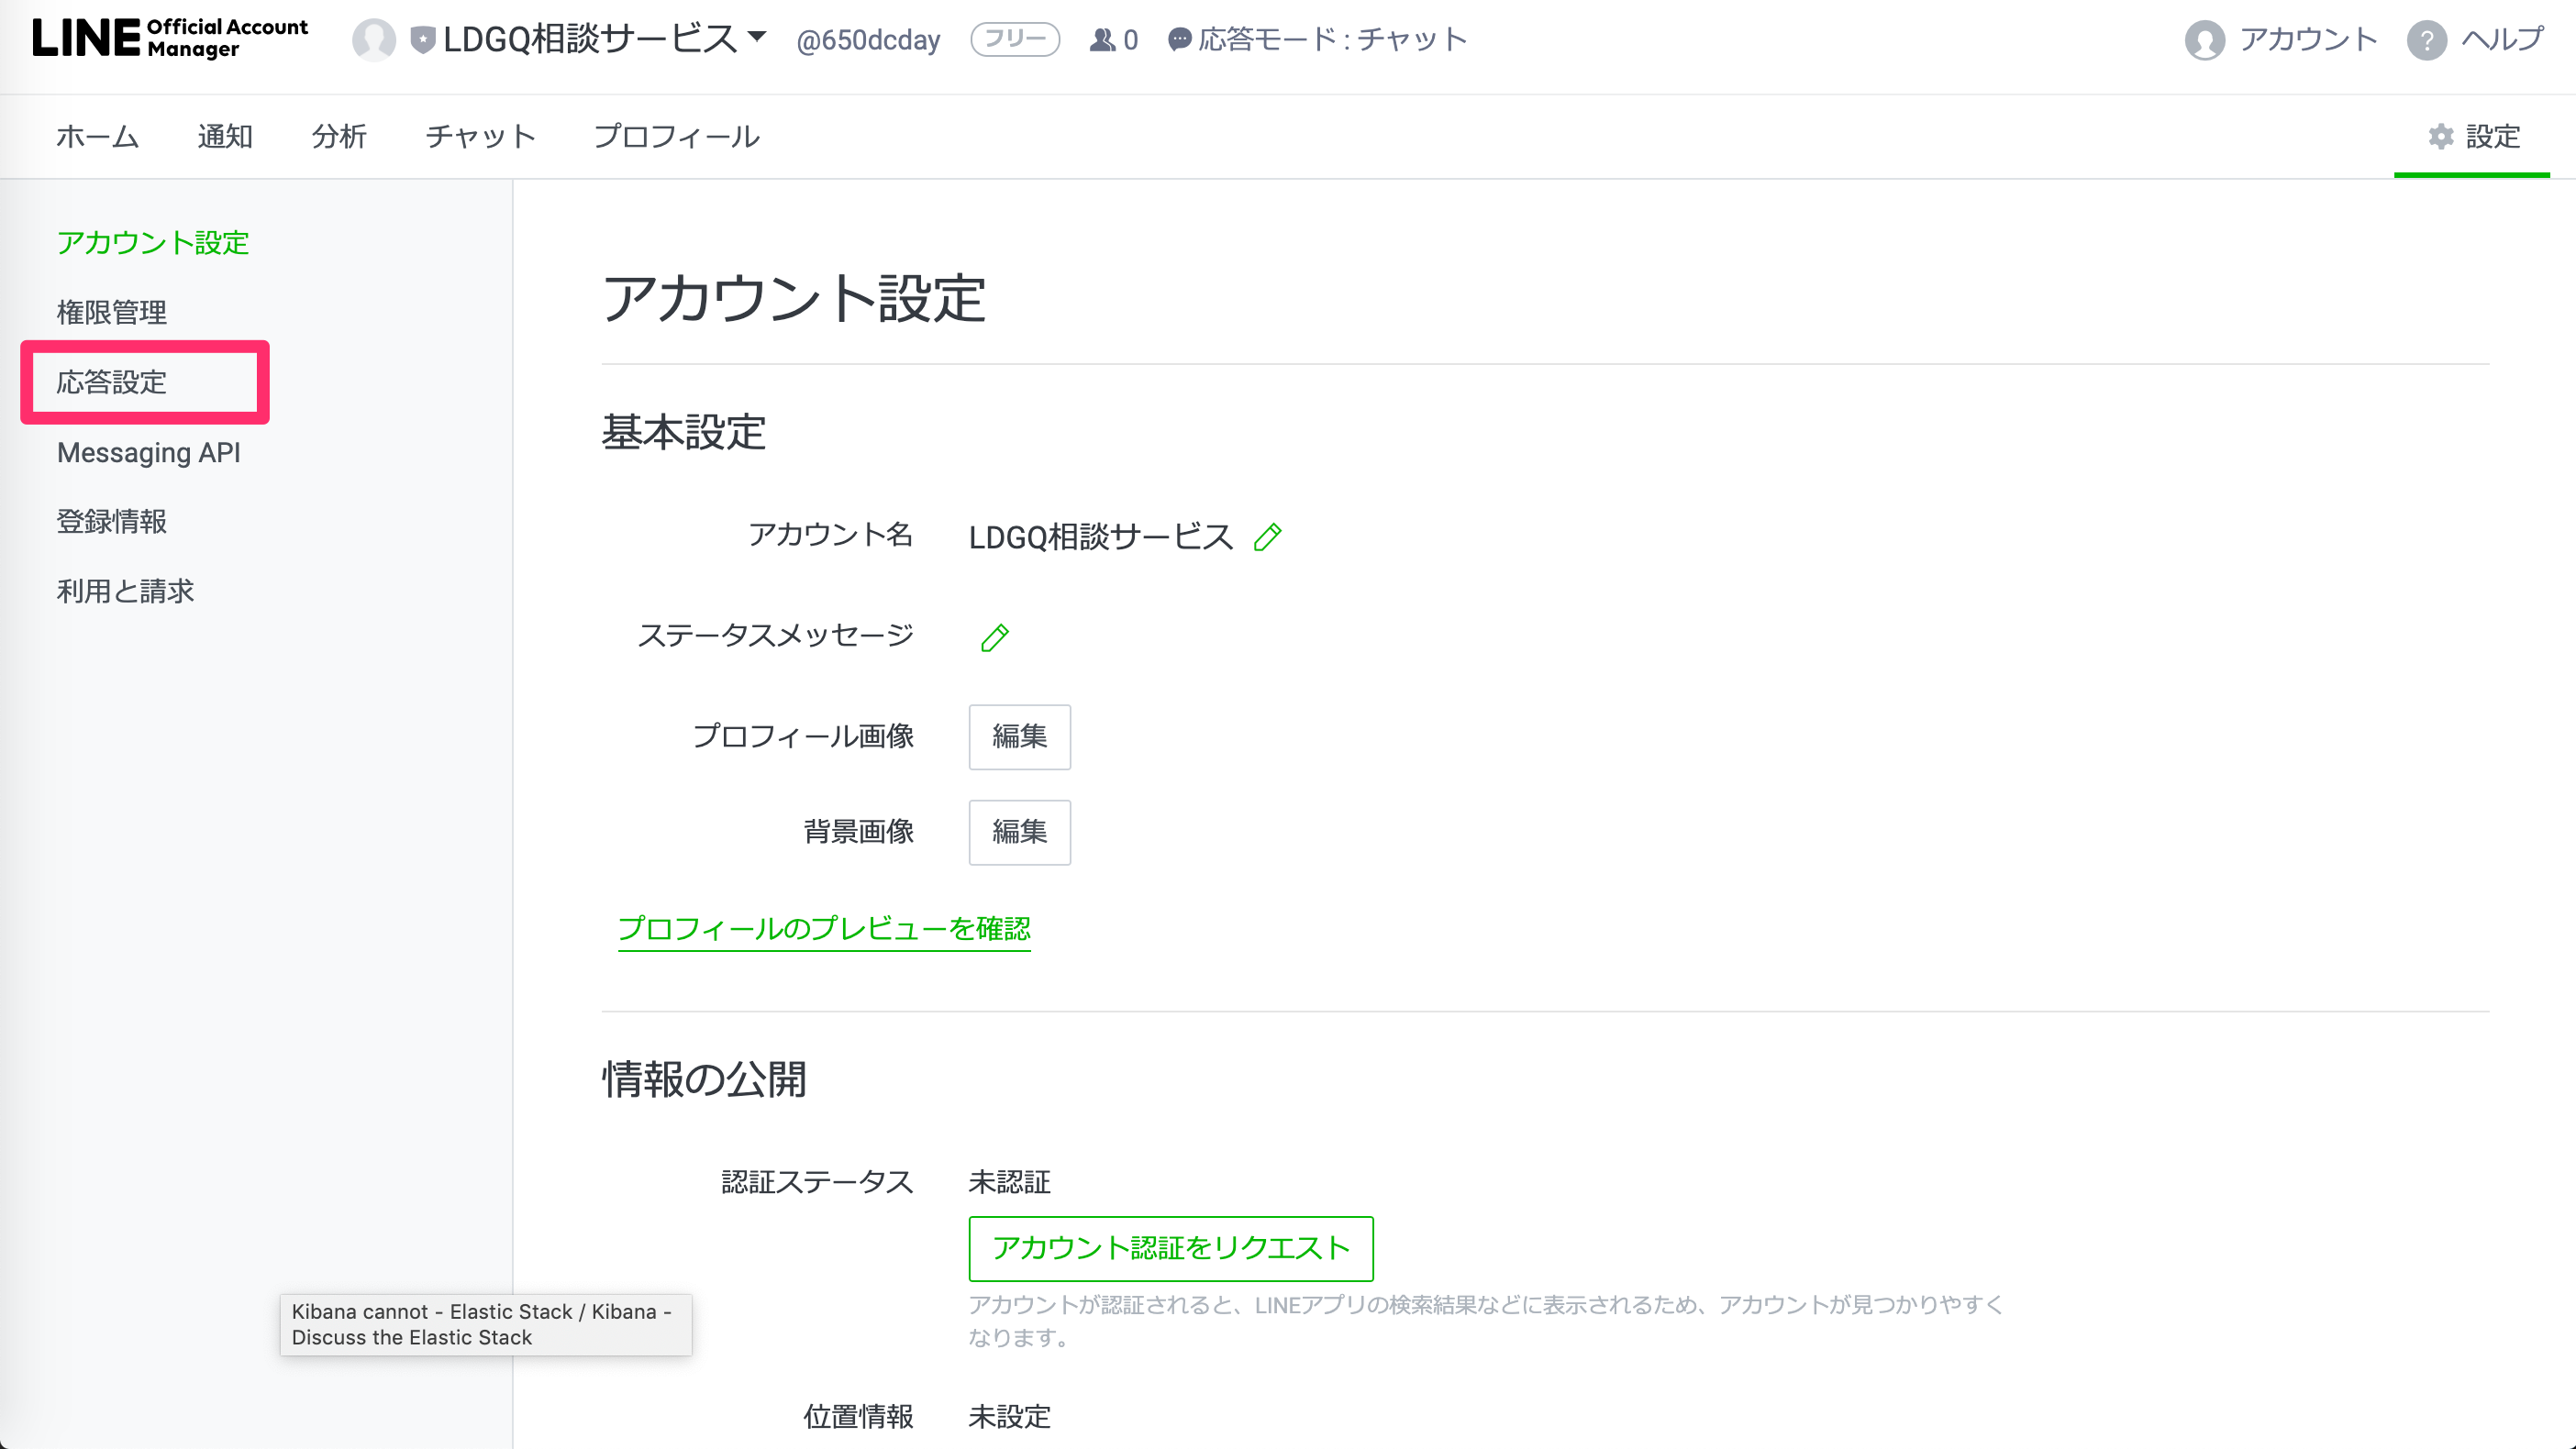 LINE Official Account Manager
LDGQ相談サービス
@650dcday
フリー
0
応答モード : チャット
アカウント
? ヘルプ
ホーム
通知
分析
チャット
プロフィール
設定
アカウント設定
権限管理
応答設定
Messaging API
登録情報
利用と請求
アカウント設定
基本設定
アカウント名 LDGQ相談サービス
ステータスメッセージ
プロフィール画像 編集
背景画像 編集
プロフィールのプレビューを確認
情報の公開
認証ステータス 未認証
アカウント認証をリクエスト
アカウントが認証されると、LINEアプリの検索結果などに表示されるため、アカウントが見つかりやすく
なります。
Kibana cannot - Elastic Stack / Kibana -
Discuss the Elastic Stack
位置情報 未設定